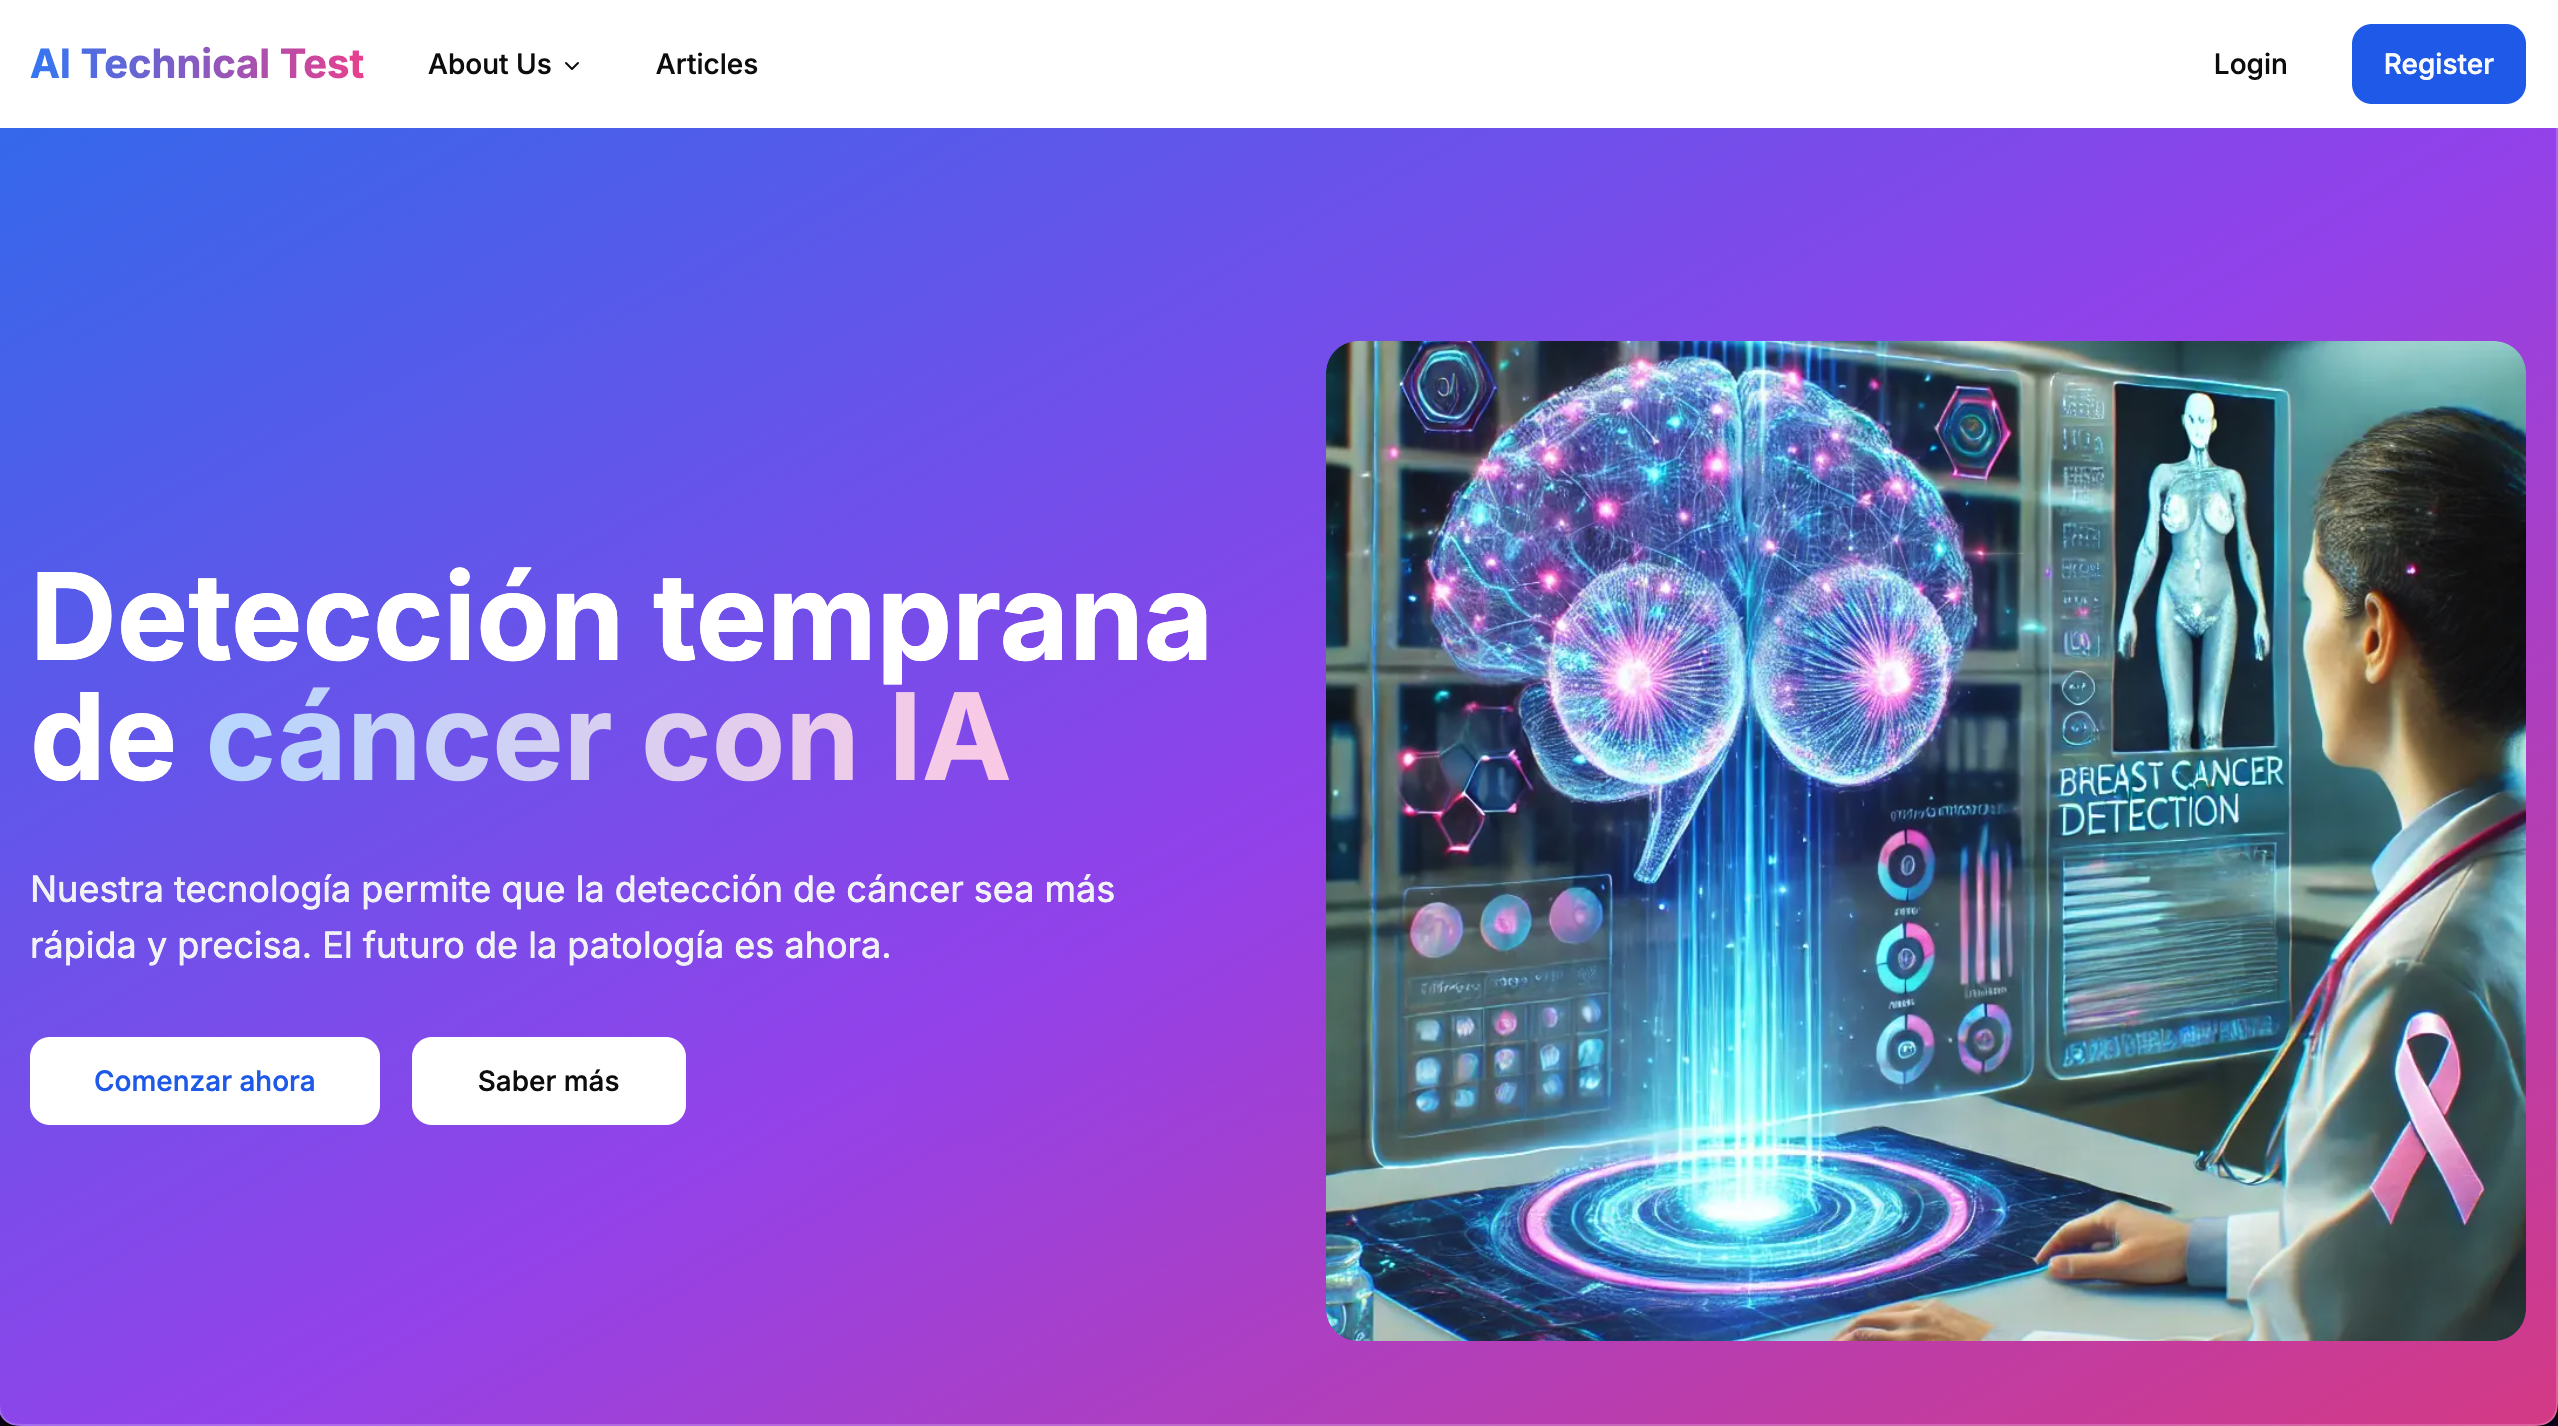 AI Technical Test
About Us
Articles
Login
Register
Detección temprana
de cáncer con IA
Nuestra tecnología permite que la detección de cáncer sea más
rápida y precisa. El futuro de la patología es ahora.
Comenzar ahora
Saber más
BREAST CANCER
DETECTION